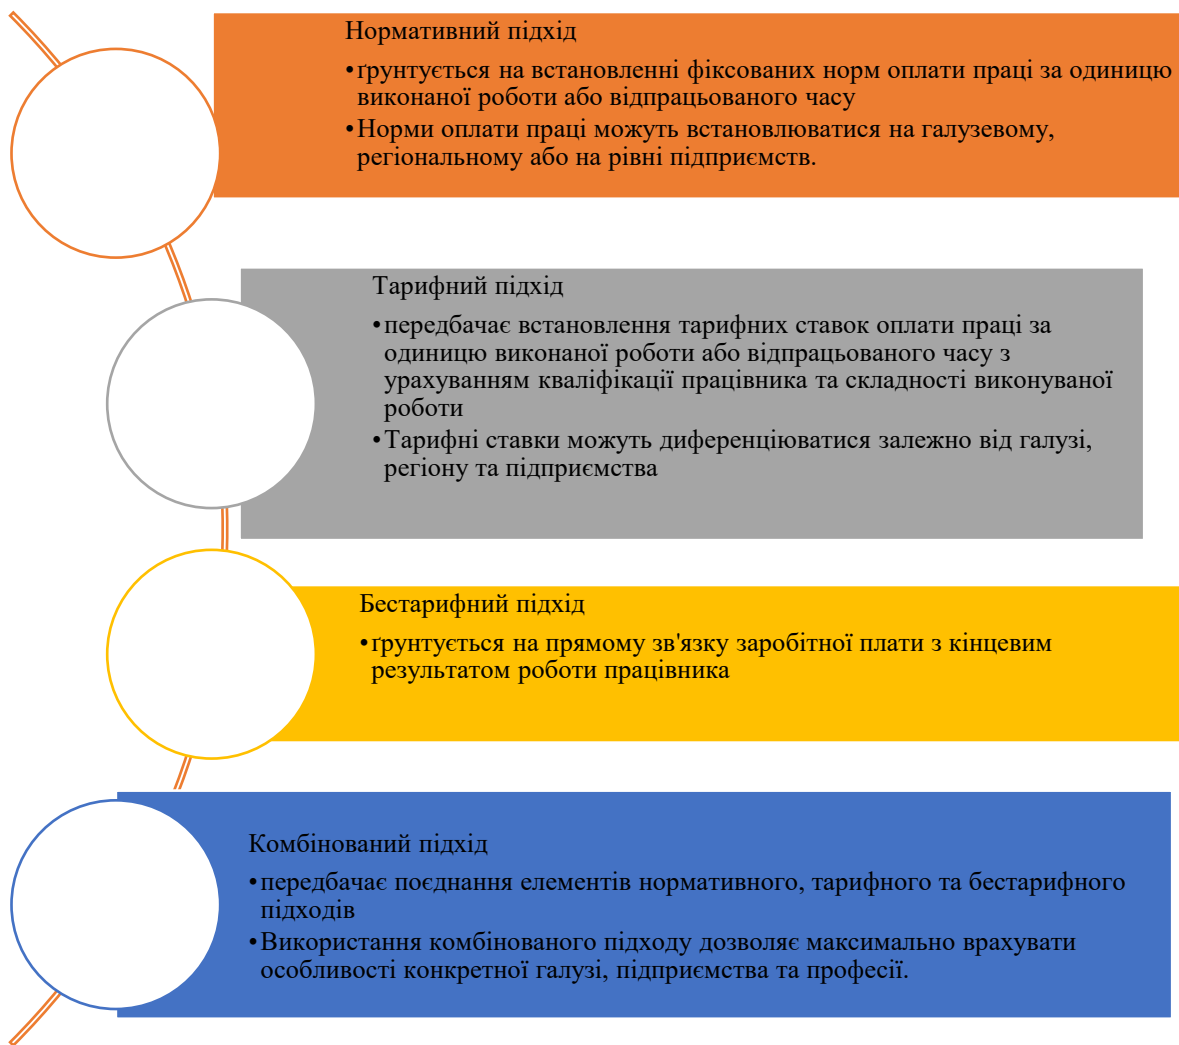 Нормативний підхід
•ґрунтується на встановленні фіксованих норм оплати праці за одиницю
виконаної роботи або відпрацьованого часу
•Норми оплати праці можуть встановлюватися на галузевому,
регіональному або на рівні підприємств.
Тарифний підхід
•передбачає встановлення тарифних ставок оплати праці за
одиницю виконаної роботи або відпрацьованого часу з
урахуванням кваліфікації працівника та складності виконуваної
роботи
•Тарифні ставки можуть диференціюватися залежно від галузі,
регіону та підприємства
Бестарифний підхід
•ґрунтується на прямому зв'язку заробітної плати з кінцевим
результатом роботи працівника
Комбінований підхід
•передбачає поєднання елементів нормативного, тарифного та бестарифного
підходів
•Використання комбінованого підходу дозволяє максимально врахувати
особливості конкретної галузі, підприємства та професії.